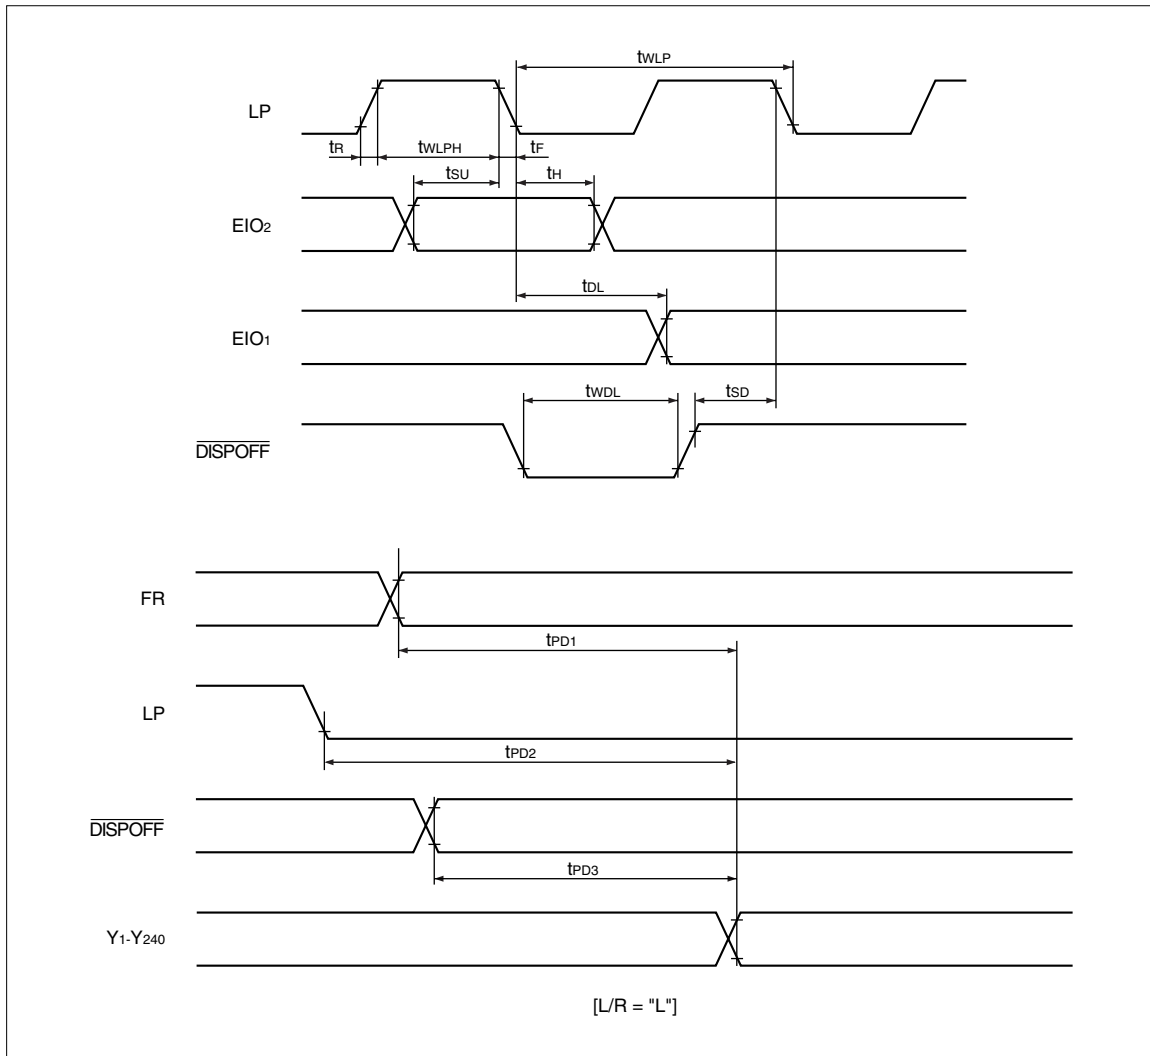 tWLP
LP
tR
tWLPH
tF
tSU
tH
EIO2
tDL
EIO1
tWDL
tSD
DISPOFF
FR
tPD1
LP
tPD2
DISPOFF
tPD3
Y1-Y240
[L/R = "L"]